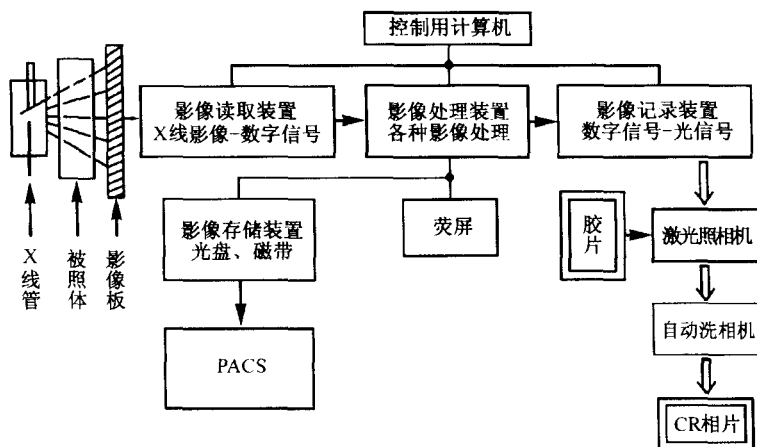 控制用计算机
影像读取装置
X线影像-数字信号
影像处理装置
各种影像处理
影像记录装置
数字信号-光信号
影像存储装置
光盘、磁带
荧屏
胶片
激光照相机
X线管
被照体
影像板
自动洗相机
PACS
CR相片